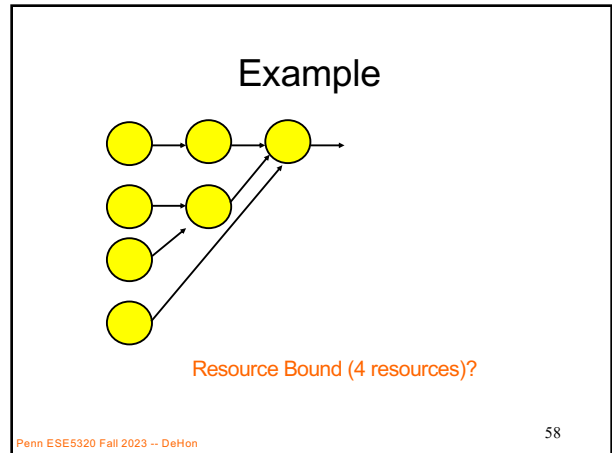 Example
Resource Bound (4 resources)?
Penn ESE5320 Fall 2023 -- DeHon
58